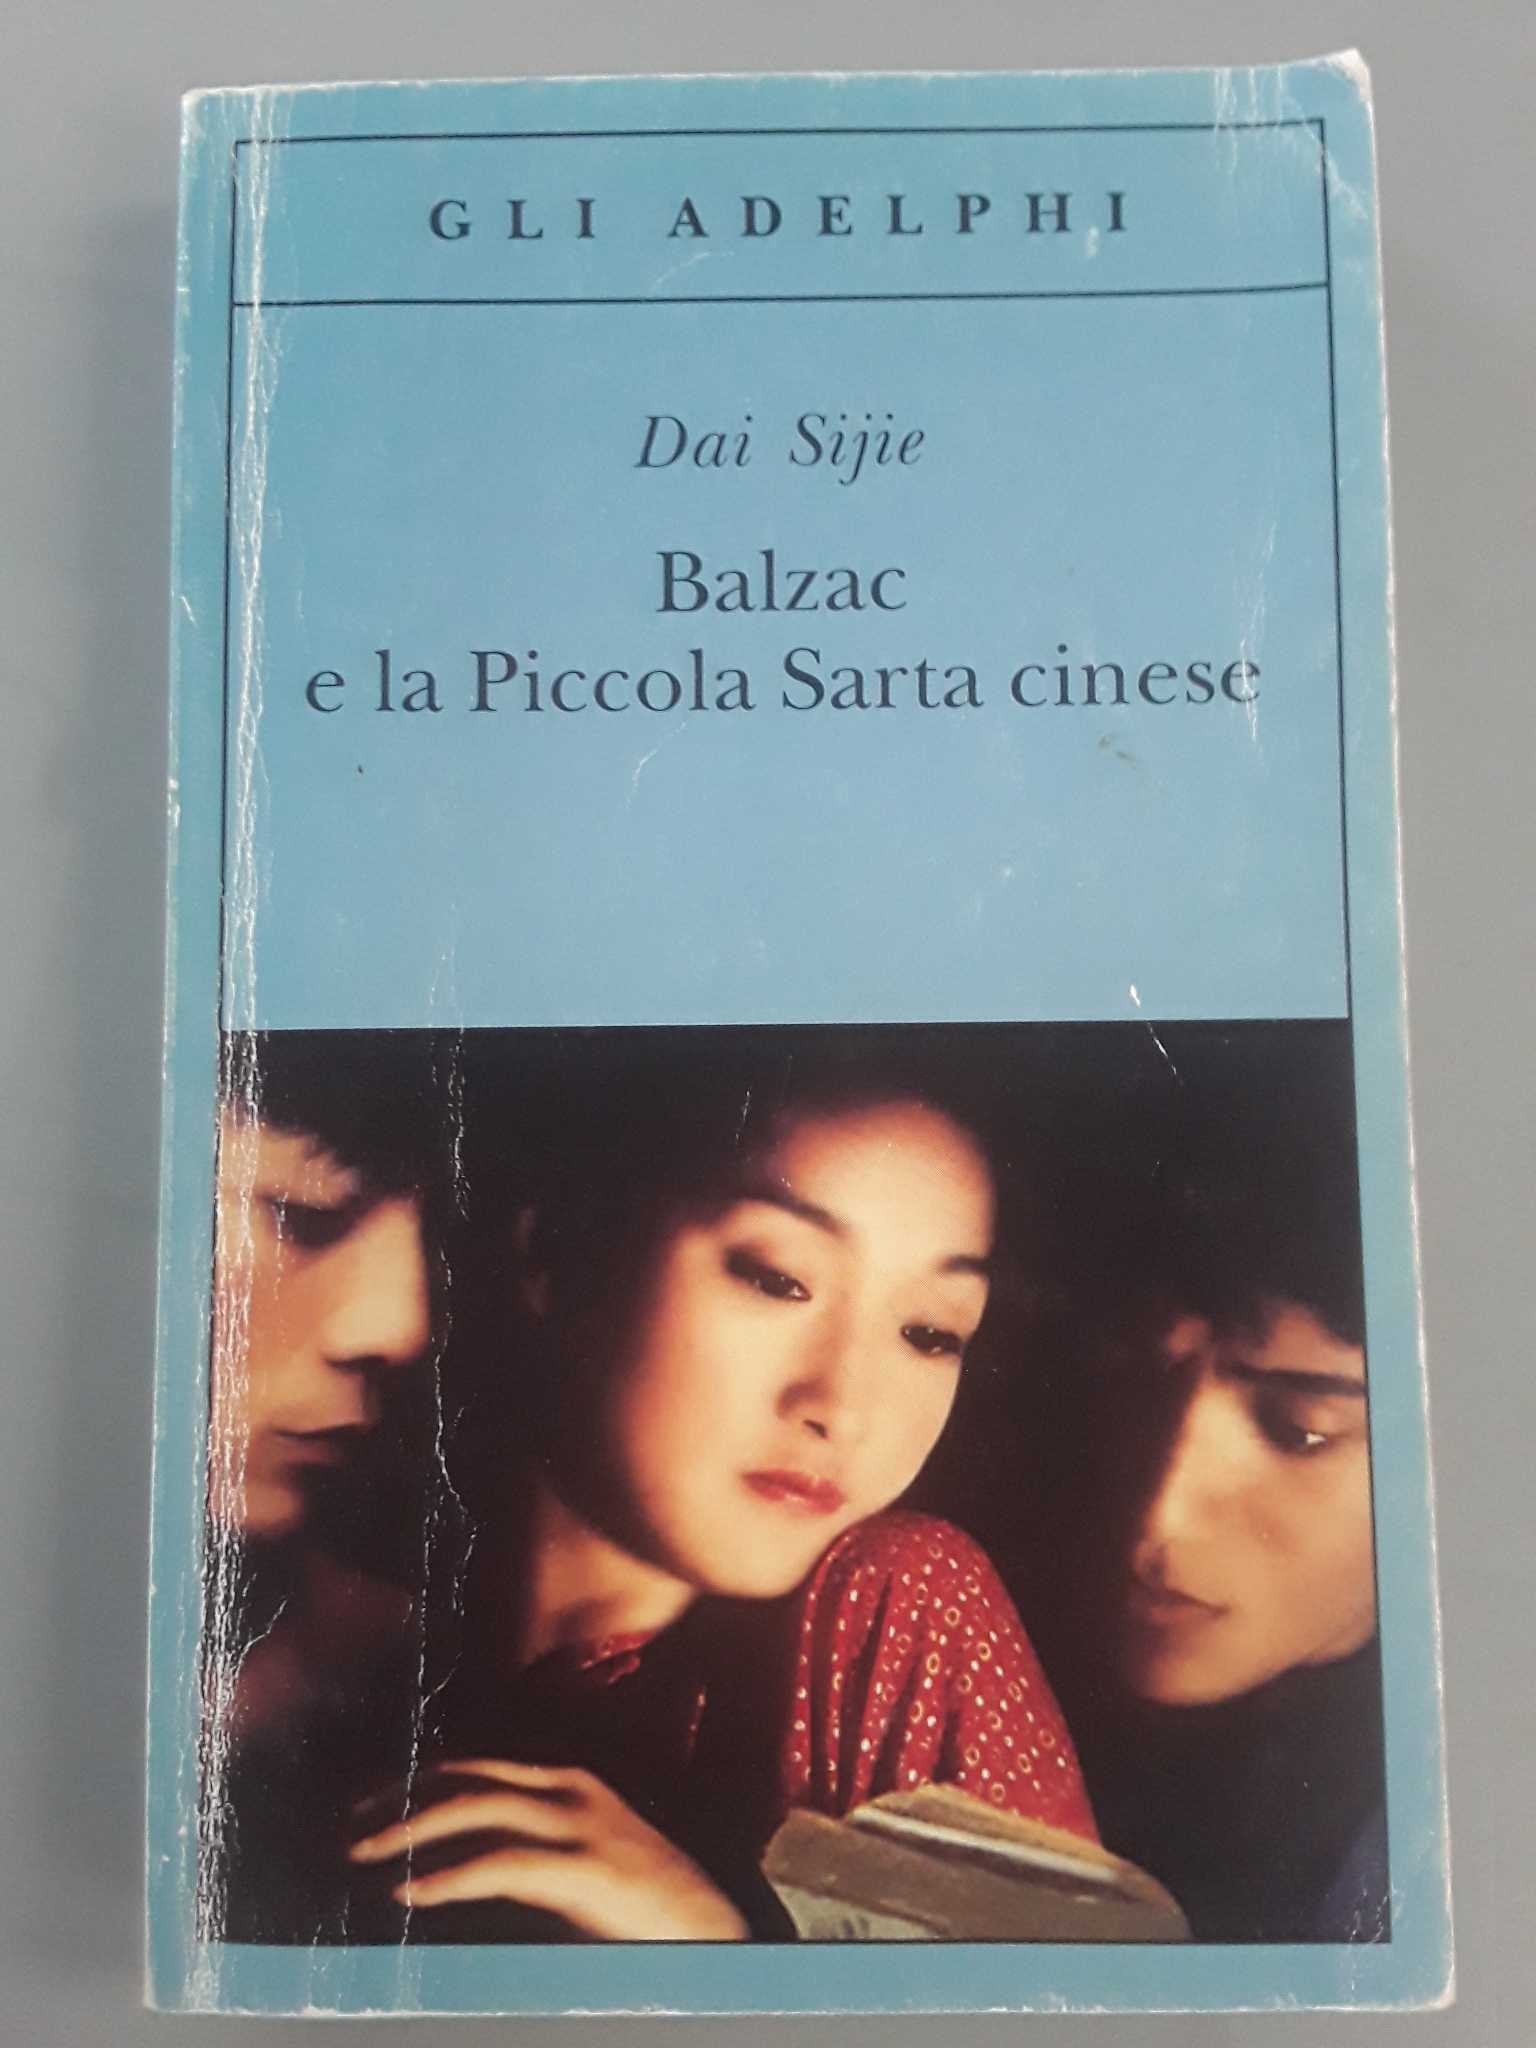 GLI ADELPHI
Dai Sijie
Balzac
e la Piccola Sarta cinese